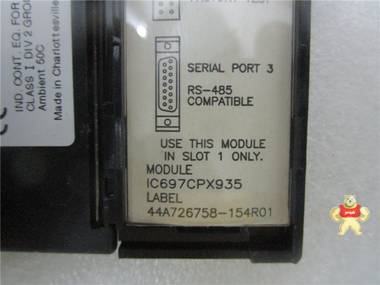 IND. CONT. EQ. FOR
CLASS I DIV 2 GROU
Ambient 60C
Made in Charlottesville
SERIAL PORT 3
RS-485
COMPATIBLE
USE THIS MODULE
IN SLOT 1 ONLY.
MODULE
IC697CPX935
LABEL
44A726758-154R01